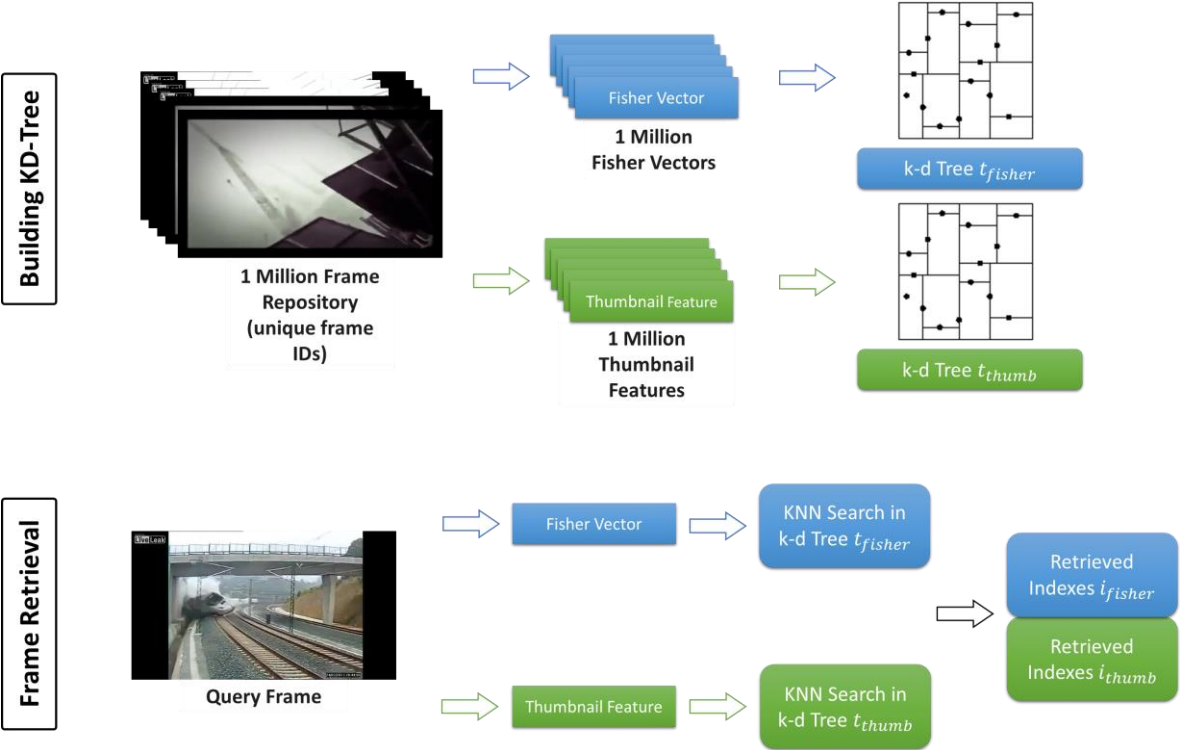 Building KD-Tree
1 Million Frame
Repository
(unique frame
IDs)
Fisher Vector
1 Million
Fisher Vectors
k-d Tree t_fisher
Thumbnail Feature
1 Million
Thumbnail
Features
k-d Tree t_thumb
Frame Retrieval
LiveLeak
Query Frame
Fisher Vector
KNN Search in
k-d Tree t_fisher
Thumbnail Feature
KNN Search in
k-d Tree t_thumb
Retrieved
Indexes i_fisher
Retrieved
Indexes i_thumb